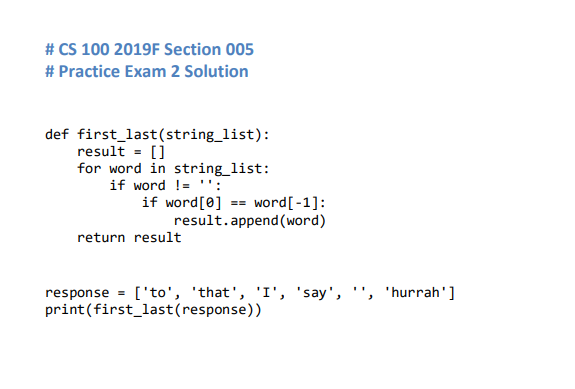 # CS 100 2019F Section 005
# Practice Exam 2 Solution
def first_last(string_list):
    result = []
    for word in string_list:
        if word != '':
            if word[0] == word[-1]:
                result.append(word)
    return result
response = ['to', 'that', 'I', 'say', '', 'hurrah']
print(first_last(response))